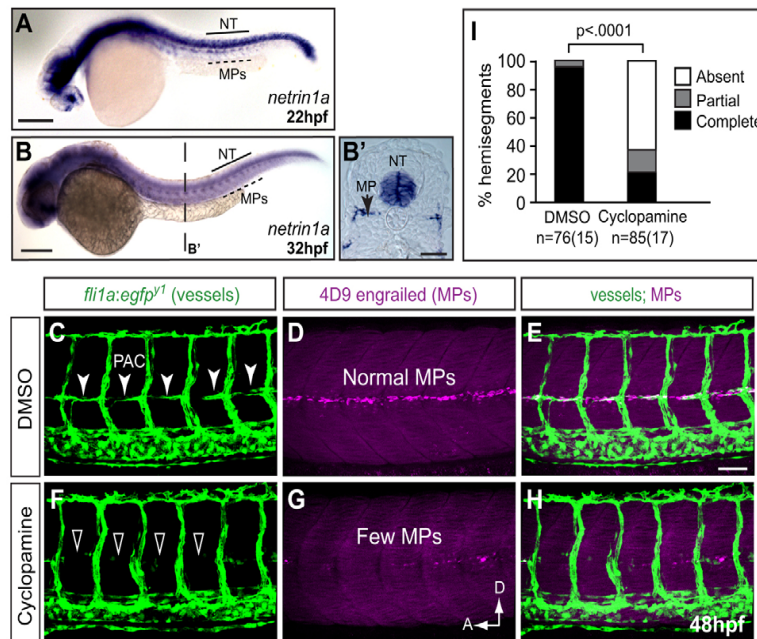 A
NT
MPs
netrin1a
22hpf
B
NT
MPs
netrin1a
32hpf
B'
B'
NT
MP
I
p<.0001
100
80
60
40
20
0
% hemisegments
Absent
Partial
Complete
DMSO Cyclopamine
n=76(15) n=85(17)
fli1a:egfpy1 (vessels)
4D9 engrailed (MPs)
vessels; MPs
DMSO
C
PAC
D
Normal MPs
E
Cyclopamine
F
G
Few MPs
D
A
H
48hpf